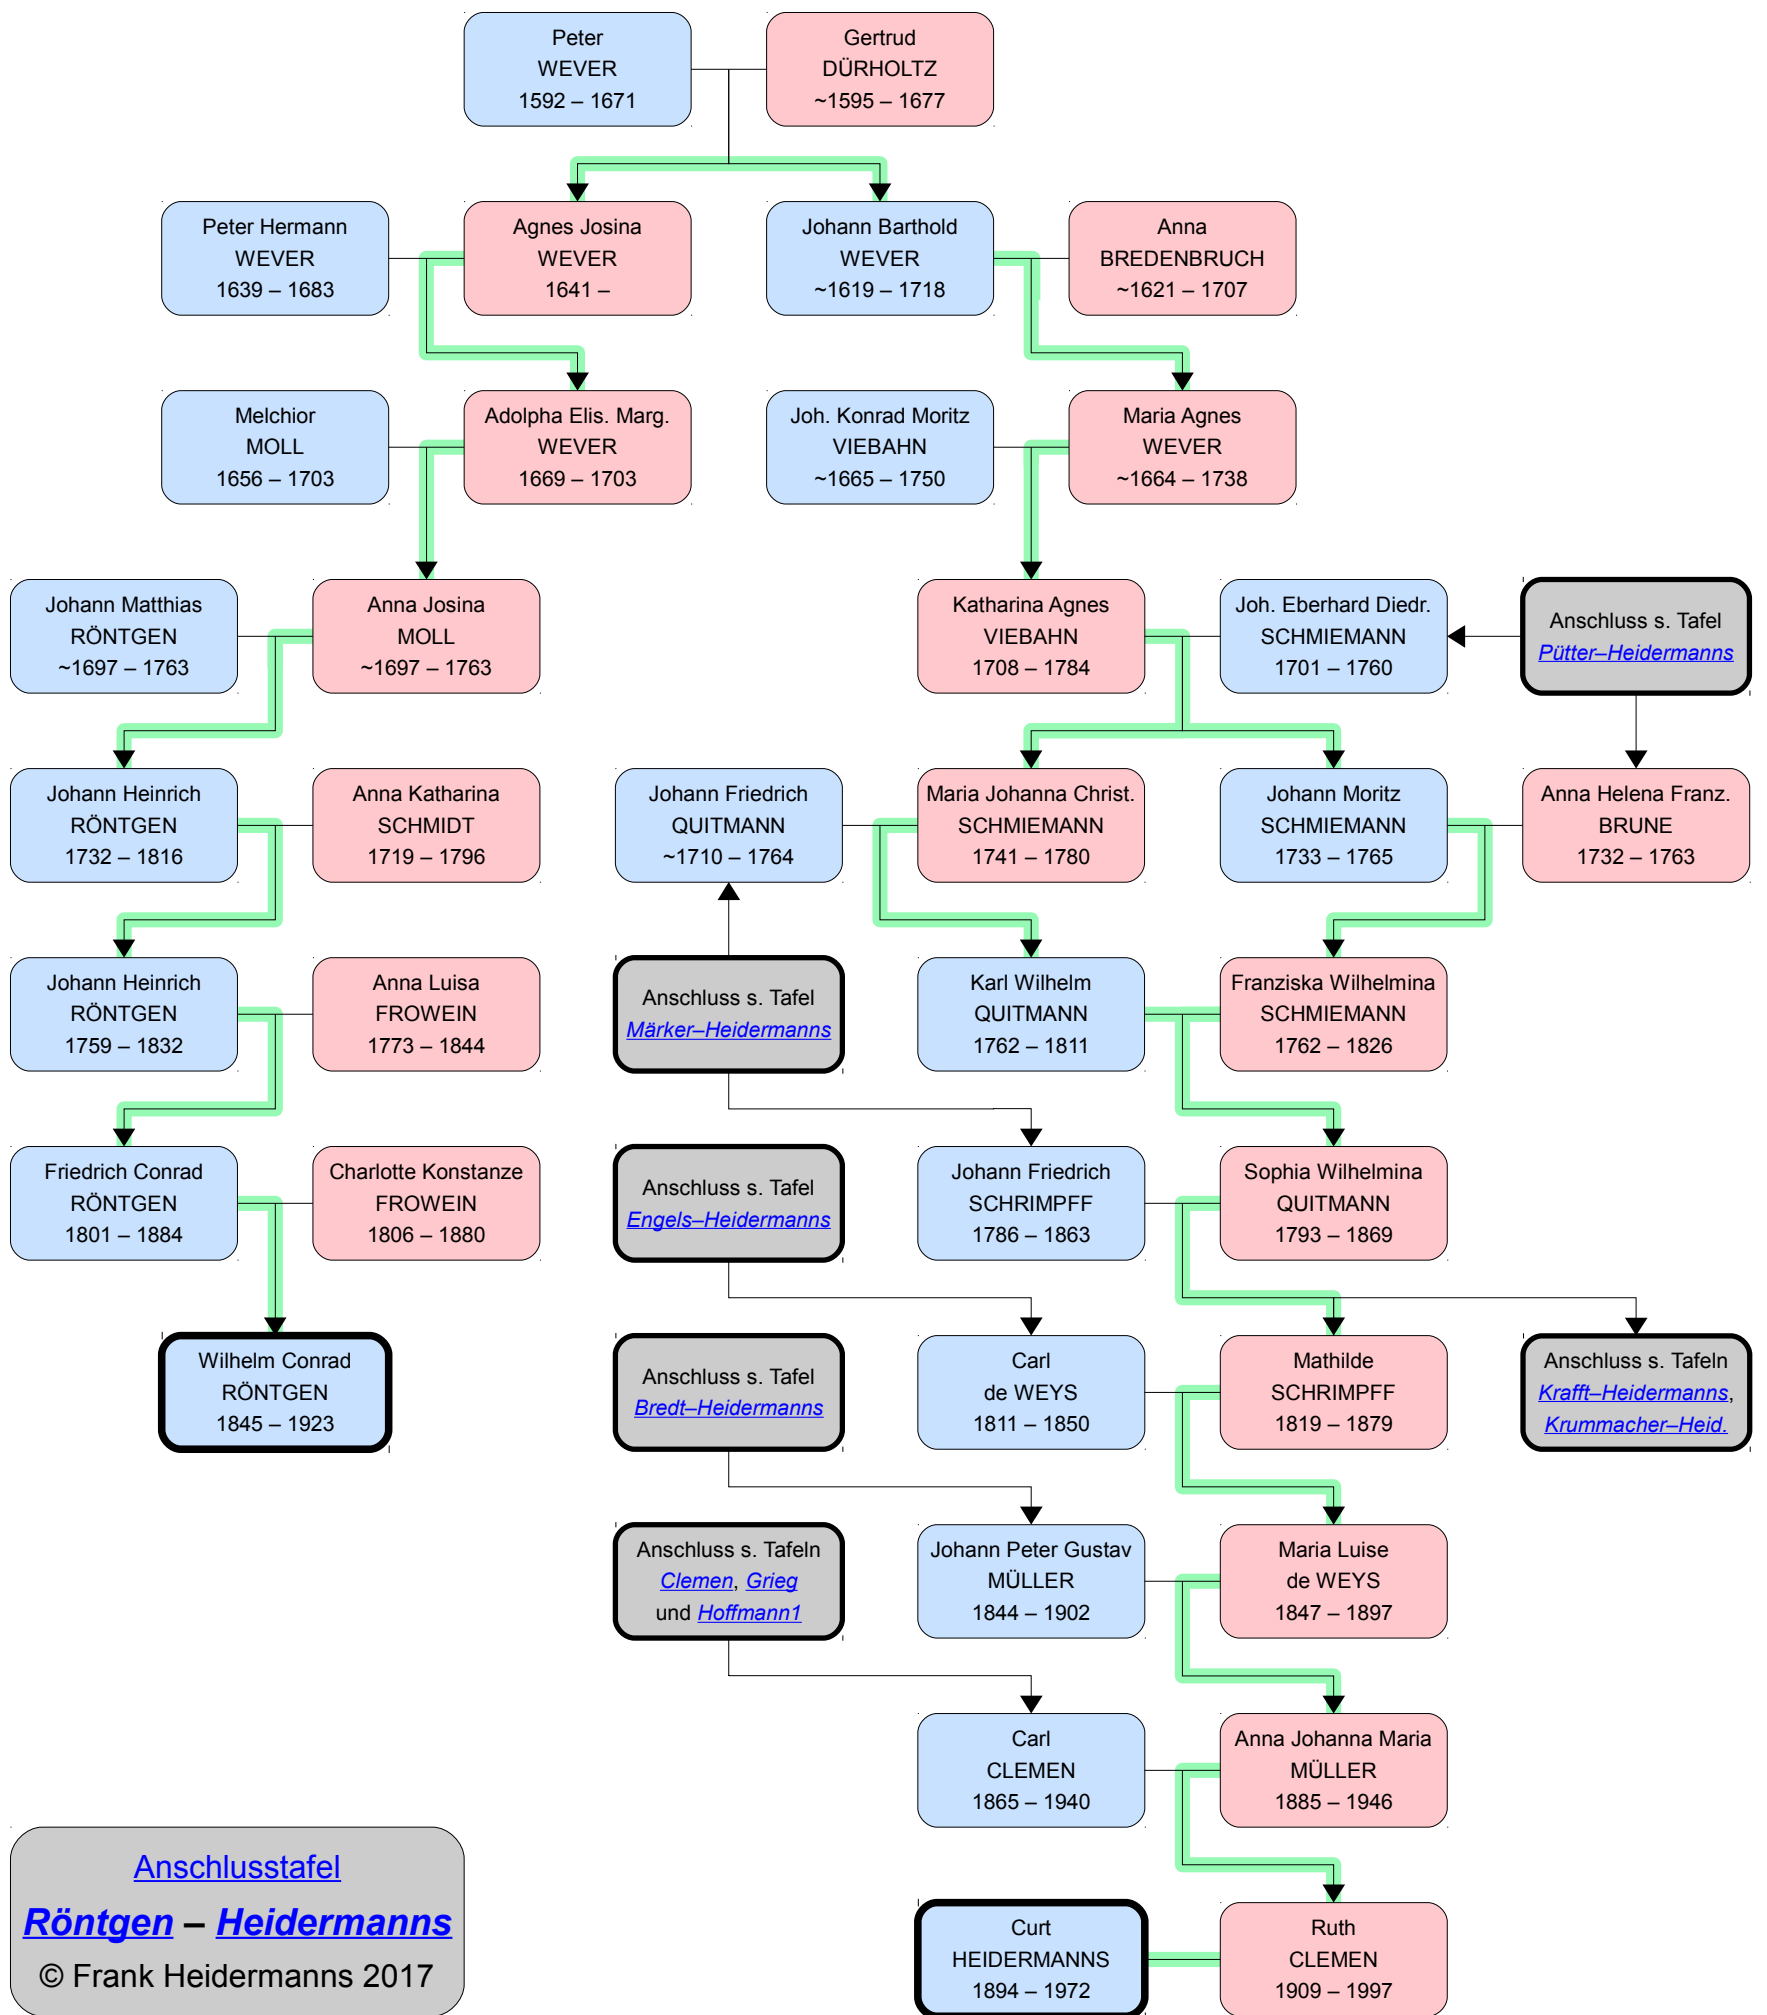 Peter
WEVER
1592 – 1671
Gertrud
DÜRHOLTZ
~1595 – 1677
Peter Hermann
WEVER
1639 – 1683
Agnes Josina
WEVER
1641 –
Johann Barthold
WEVER
~1619 – 1718
Anna
BREDENBRUCH
~1621 – 1707
Melchior
MOLL
1656 – 1703
Adolpha Elis. Marg.
WEVER
1669 – 1703
Joh. Konrad Moritz
VIEBAHN
~1665 – 1750
Maria Agnes
WEVER
~1664 – 1738
Johann Matthias
RÖNTGEN
~1697 – 1763
Anna Josina
MOLL
~1697 – 1763
Katharina Agnes
VIEBAHN
1708 – 1784
Joh. Eberhard Diedr.
SCHMIEMANN
1701 – 1760
Anschluss s. Tafel
Pütter–Heidermanns
Johann Heinrich
RÖNTGEN
1732 – 1816
Anna Katharina
SCHMIDT
1719 – 1796
Johann Friedrich
QUITMANN
~1710 – 1764
Maria Johanna Christ.
SCHMIEMANN
1741 – 1780
Johann Moritz
SCHMIEMANN
1733 – 1765
Anna Helena Franz.
BRUNE
1732 – 1763
Johann Heinrich
RÖNTGEN
1759 – 1832
Anna Luisa
FROWEIN
1773 – 1844
Anschluss s. Tafel
Märker–Heidermanns
Karl Wilhelm
QUITMANN
1762 – 1811
Franziska Wilhelmina
SCHMIEMANN
1762 – 1826
Friedrich Conrad
RÖNTGEN
1801 – 1884
Charlotte Konstanze
FROWEIN
1806 – 1880
Anschluss s. Tafel
Engels–Heidermanns
Johann Friedrich
SCHRIMPFF
1786 – 1863
Sophia Wilhelmina
QUITMANN
1793 – 1869
Wilhelm Conrad
RÖNTGEN
1845 – 1923
Anschluss s. Tafel
Bredt–Heidermanns
Carl
de WEYS
1811 – 1850
Mathilde
SCHRIMPFF
1819 – 1879
Anschluss s. Tafeln
Krafft–Heidermanns,
Krummacher–Heid.
Anschluss s. Tafeln
Clemen, Grieg
und Hoffmann1
Johann Peter Gustav
MÜLLER
1844 – 1902
Maria Luise
de WEYS
1847 – 1897
Carl
CLEMEN
1865 – 1940
Anna Johanna Maria
MÜLLER
1885 – 1946
Anschlusstafel
Röntgen – Heidermanns
© Frank Heidermanns 2017
Curt
HEIDERMANNS
1894 – 1972
Ruth
CLEMEN
1909 – 1997